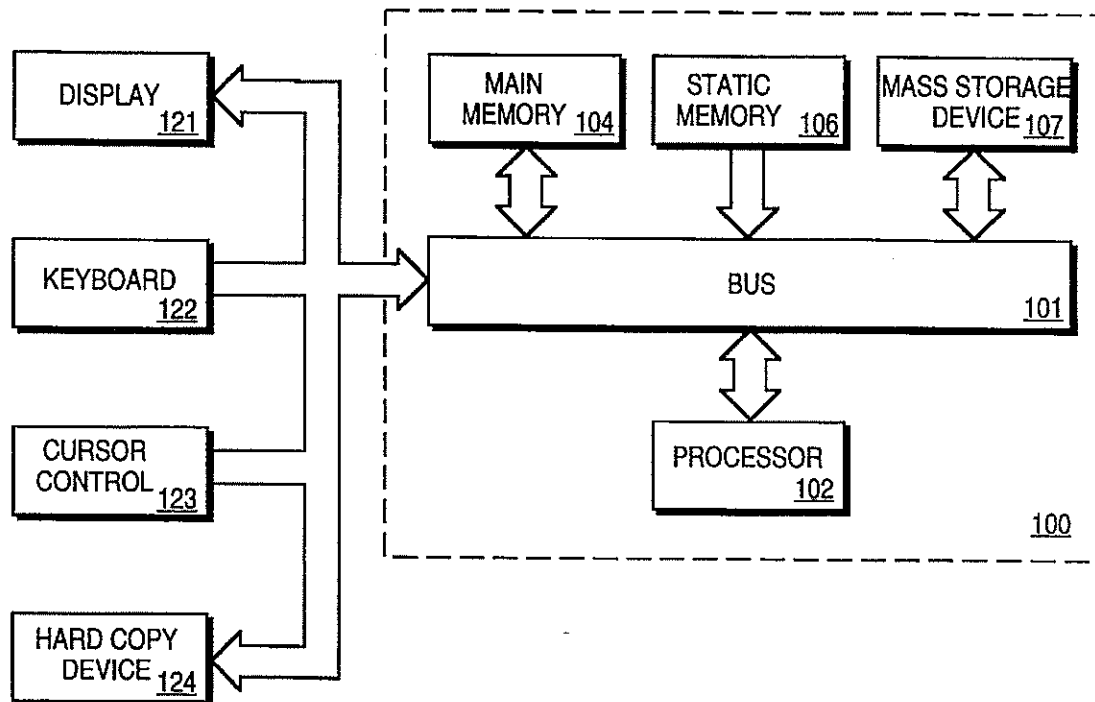 DISPLAY
121
KEYBOARD
122
CURSOR
CONTROL
123
HARD COPY
DEVICE
124
MAIN
MEMORY
104
STATIC
MEMORY
106
MASS STORAGE
DEVICE
107
BUS
101
PROCESSOR
102
100